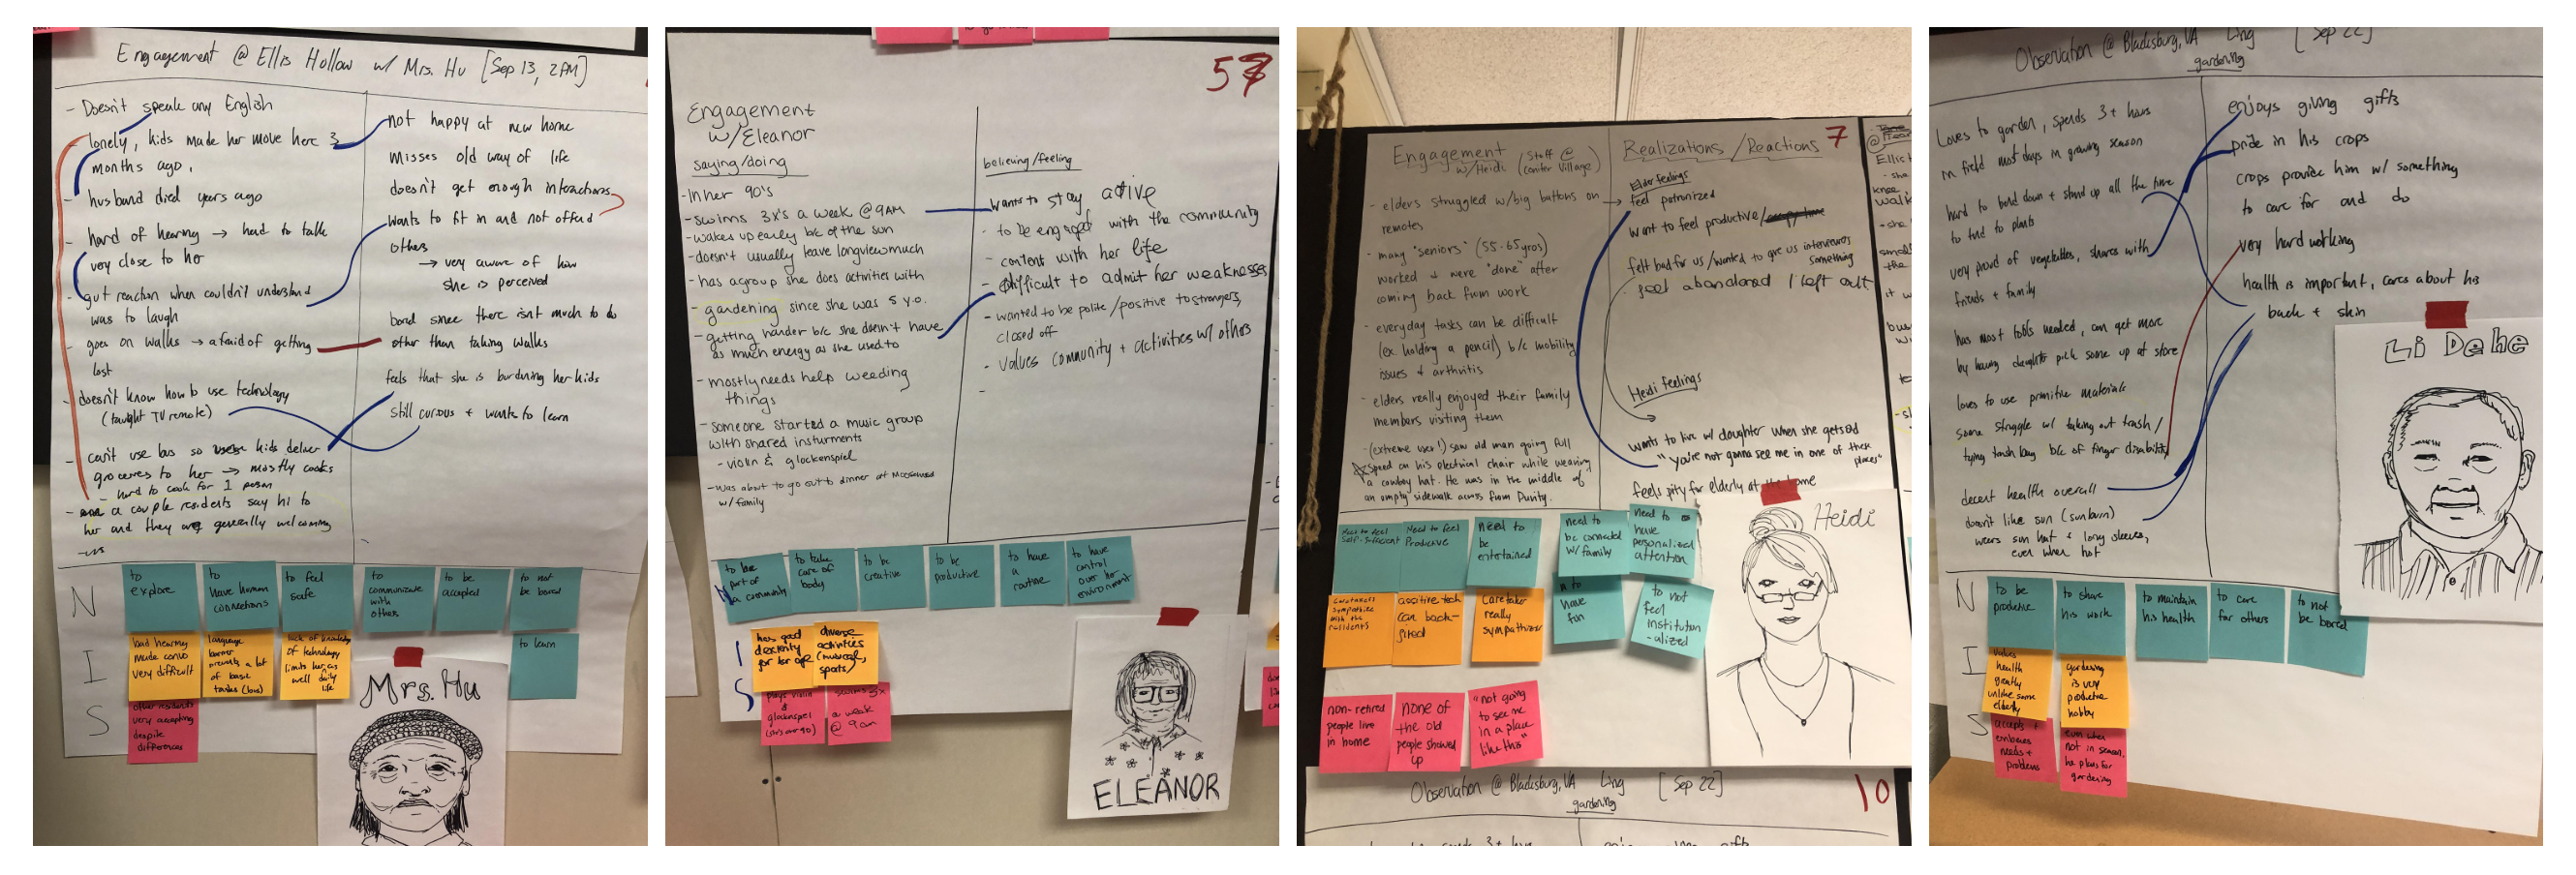 Engagement @ Ellis Hollow w/ Mrs. Hu [Sep 13, 2PM]
- Doesn't speak any English
- lonely, kids made her move here 3
months ago,
- husband died years ago
- hard of hearing → hard to talk
very close to her
- gut reaction when couldn't understand
was to laugh
- goes on walks → afraid of getting
lost
- doesn't know how to use technology
(taught TV remote)
- can't use bus so kids deliver
groceries to her → mostly cooks
- hard to cook for 1 person
- a couple residents say hi to
her and they are generally welcoming
not happy at new home
misses old way of life
doesn't get enough interactions
wants to fit in and not offend
others
→ very aware of how
she is perceived
bored since there isnt much to do
other than taking walks
feels that she is burdening her kids
still curious + wants to learn
N
to
explore
to
have human
connections
to feel
safe
to
communicate
with
others
to be
accepted
to not
be bored
I
bad hearing
made convo
very difficult
language
barrier
prevents a lot
of basic
tasks (bus)
lack of knowledge
of technology
limits her as
well daily
life
to learn
S
other residents
very accepting
despite
differences
Mrs. Hu
57
Engagement
w/Eleanor
saying/doing
- In her 90's
- swims 3x's a week @ 9AM
- wakes up early b/c of the sun
- doesn't usually leave longview much
- has a group she does activities with
- gardening since she was 5 y.o.
- getting harder b/c she doesn't have
as much energy as she used to
- mostly needs help weeding
things
- someone started a music group
with shared insturments
- violin & glockenspiel
- was about to go out to dinner at
w/ family
believing/feeling
- wants to stay active
- to be engaged with the community
- content with her life
- difficult to admit her weaknesses
- wanted to be polite/positive to strangers,
closed off
- values community + activities w/ others
-
N
to be
part of
a community
to take
care of
body
to be
creative
to be
productive
to have
a
routine
to have
control
over her
environment
I
has good
dexterity
for her age
diverse
activities
(musical,
sports)
S
plays violin
&
glockenspiel
(she's over 90)
swims 3x
a week
@ 9am
ELEANOR
7
Engagement
w/ Heidi (Staff @
Conifer Village)
- elders struggled w/ big buttons on →
remotes
- many "seniors" (55-65yros)
worked + were "done" after
coming back from work
- everyday tasks can be difficult
(ex. holding a pencil) b/c mobility
issues + arthritis
- elders really enjoyed their family
members visiting them
- (extreme user!) saw old man going full
speed on his electrical chair while wearing
a cowboy hat. He was in the middle of
an empty sidewalk across from
Realizations/Reactions
Elder feelings
feel patronized
want to feel productive/occupy time
felt bad for us/wanted to give us interviewers
something
feel abandoned / left out
Heidi feelings
wants to live w/ daughter when she gets old
"you're not gonna see me in one of these
places"
feels pity for elderly at the home
Need to feel
Self-Sufficient
Need to feel
Productive
need to
be
entertained
need to
be connected
w/ family
need to
have
personalized
attention
Caretakers
sympathize
with the
residents
assitive tech
can back-
fired
Caretaker
really
sympathizes
to
have
fun
to not
feel
institution
-alized
non-retired
people live
in home
none of
the old
people showed
up
"not going
to see me
in a place
like this"
Heidi
Observation @ Blacksburg, VA Ling [Sep 22]
gardening
10
Observation @ Blacksburg, VA Ling [Sep 22]
gardening
Loves to garden, spends 3+ hours
in field most days in growing season
hard to bend down + stand up all the time
to tend to plants
very proud of vegetables, shares with
friends + family
has most tools needed, can get more
by having daughter pick some up at store
loves to use primitive materials
some struggle w/ taking out trash/
tying trash bag b/c of finger disability
decent health overall
doesn't like sun (sunburn)
wears sun hat + long sleeves,
even when hot
enjoys giving gifts
pride in his crops
crops provide him w/ something
to care for and do
very hard working
health is important, cares about his
back + skin
Li Dehe
N
to be
productive
to share
his work
to maintain
his health
to care
for others
to not
be bored
I
values
health
greatly
unlike some
elderly
gardening
is very
productive
hobby
S
accepts +
embraces
needs +
problems
even when
not in season,
he plans for
gardening